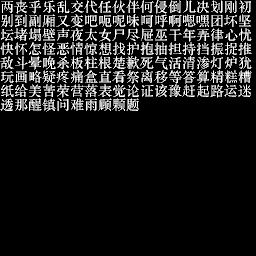 两丧乎乐乱交代任伙伴何侵倒儿决划刚初
别到副厢又变吧呃呢味呵呼啊嗯嘿团坏坚
坛堵塌壁声夜太女尸尽屉巫干年弄律心忧
快怀怎怪恶情惊想找护抱抽担持挡振捉推
敌斗晕晚杀板柱根楚歉死气活清渗灯炉犹
玩画略疑疼痛盒直看祭离移等答算精糕糟
纸给美苦荣营落表觉论证该豫赶起路运迷
透那醒镇问难雨顾颗题